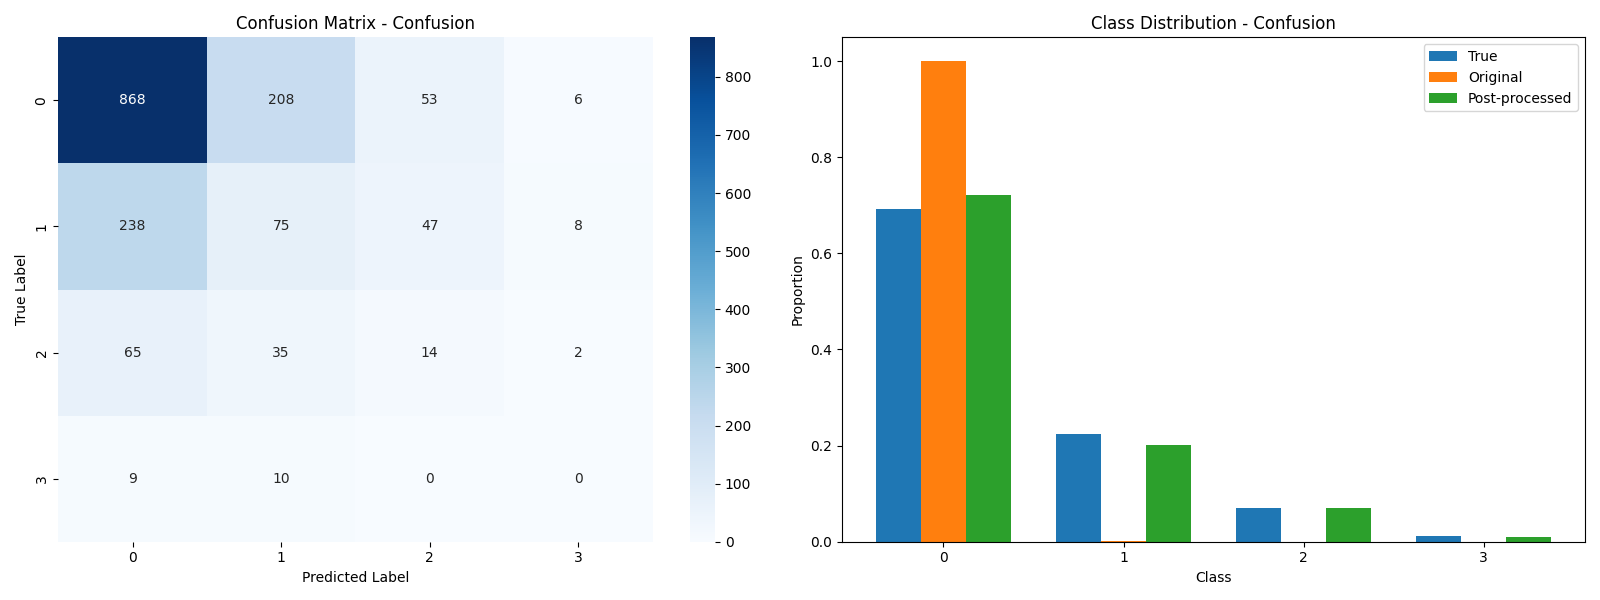 Confusion Matrix - Confusion
0 868 208 53 6
1 238 75 47 8
2 65 35 14 2
3 9 10 0 0
0 1 2 3
Predicted Label
True Label
800
700
600
500
400
300
200
100
0
Class Distribution - Confusion
True
Original
Post-processed
1.0
0.8
0.6
0.4
0.2
0.0
Proportion
0 1 2 3
Class